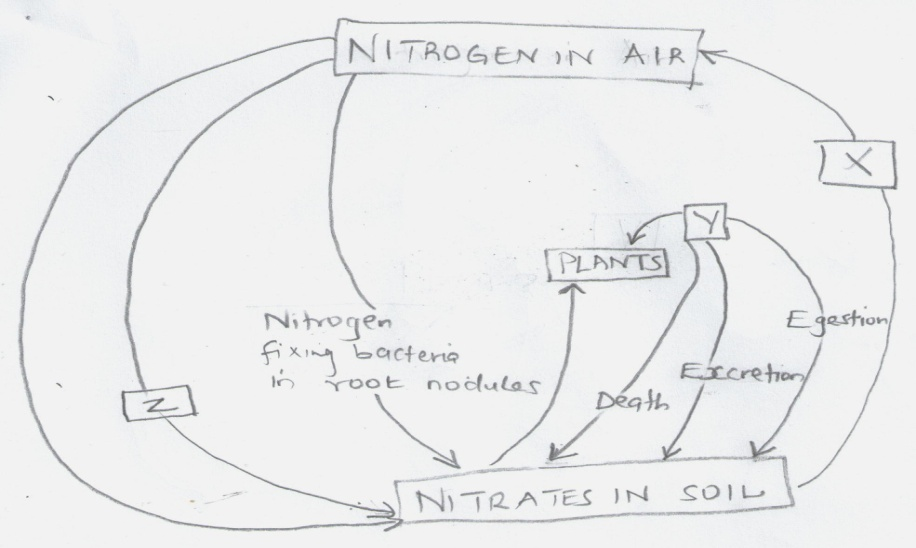 NITROGEN IN AIR
X
Y
PLANTS
Nitrogen
fixing bacteria
in root nodules
Egestion
Excretion
Death
Z
NITRATES IN SOIL